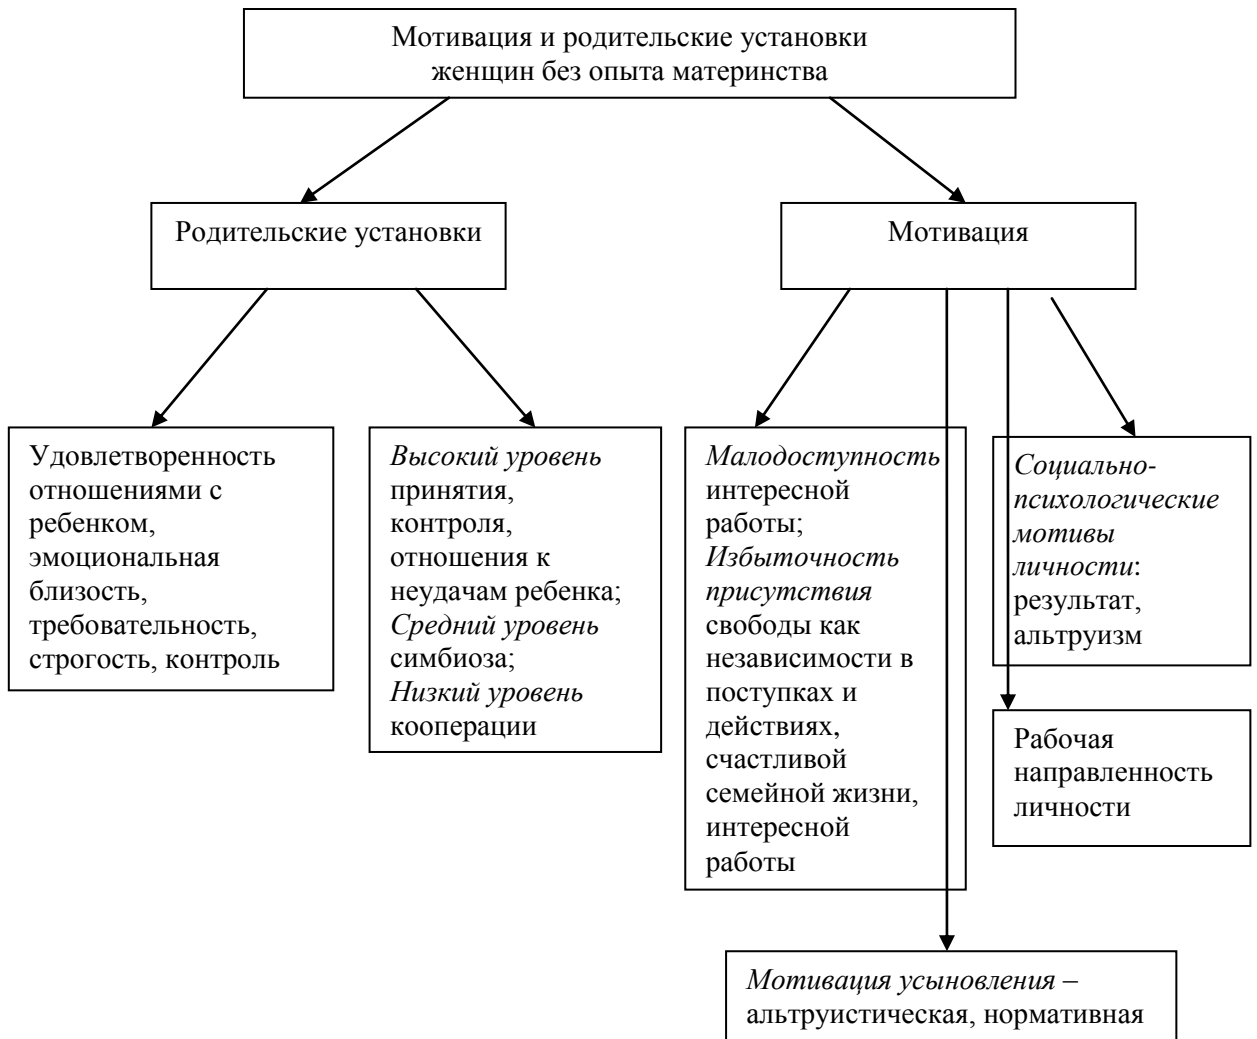 Мотивация и родительские установки
женщин без опыта материнства
Родительские установки
Мотивация
Удовлетворенность
отношениями с
ребенком,
эмоциональная
близость,
требовательность,
строгость, контроль
Высокий уровень
принятия,
контроля,
отношения к
неудачам ребенка;
Средний уровень
симбиоза;
Низкий уровень
кооперации
Малодоступность
интересной
работы;
Избыточность
присутствия
свободы как
независимости в
поступках и
действиях,
счастливой
семейной жизни,
интересной
работы
Социально-
психологические
мотивы
личности:
результат,
альтруизм
Рабочая
направленность
личности
Мотивация усыновления –
альтруистическая, нормативная